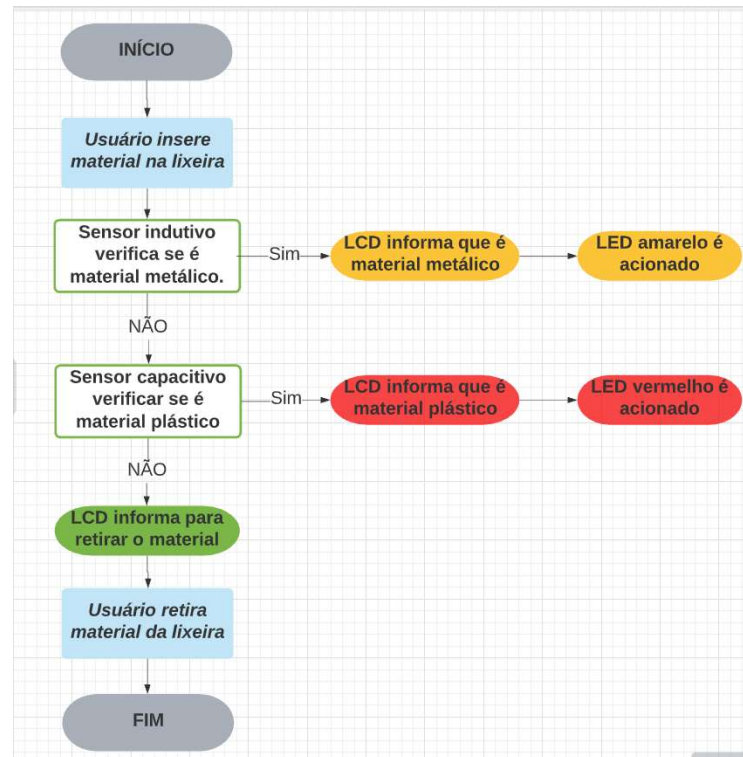 INÍCIO
Usuário insere
material na lixeira
Sensor indutivo
verifica se é
material metálico.
Sim
LCD informa que é
material metálico
LED amarelo é
acionado
NÃO
Sensor capacitivo
verificar se é
material plástico
Sim
LCD informa que é
material plástico
LED vermelho é
acionado
NÃO
LCD informa para
retirar o material
Usuário retira
material da lixeira
FIM